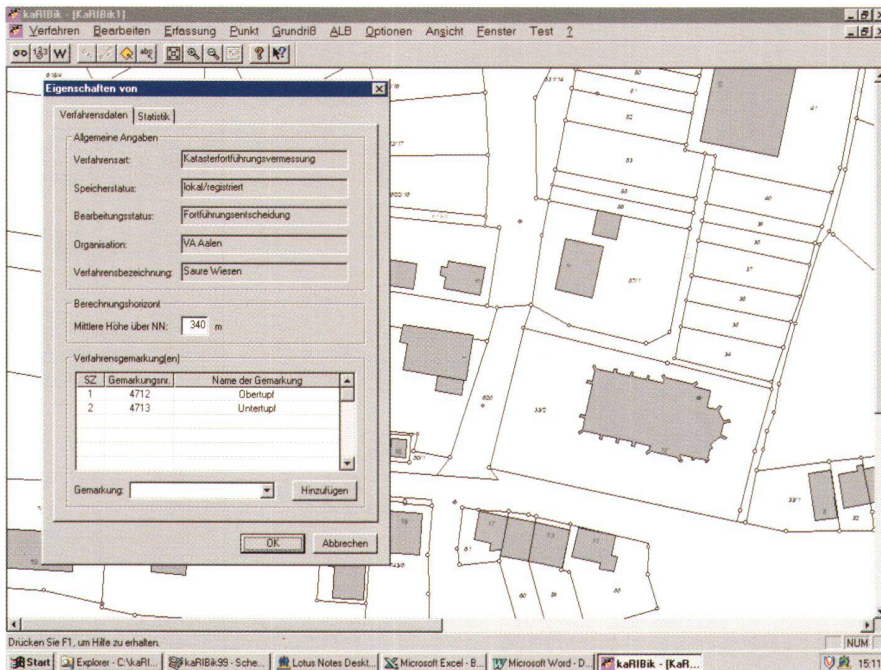 kaRIBik - [KaRIBik1]
Verfahren Bearbeiten Erfassung Punkt Grundriß ALB Optionen Ansicht Fenster Test ?
W abc
Eigenschaften von
Verfahrensdaten Statistik
Allgemeine Angaben
Verfahrensart: Katasterfortführungsvermessung
Speicherstatus: lokal/registriert
Bearbeitungsstatus: Fortführungsentscheidung
Organisation: VA Aalen
Verfahrensbezeichnung: Saure Wiesen
Berechnungshorizont
Mittlere Höhe über NN: 340 m
Verfahrensgemarkung(en)
SZ Gemarkungsnr. Name der Gemarkung
1 4712 Obertupf
2 4713 Untertupf
Gemarkung: Hinzufügen
OK Abbrechen
Drücken Sie F1, um Hilfe zu erhalten. NUM
Start Explorer - C:\kaRI... kaRIBik99 - Sche... Lotus Notes Deskt... Microsoft Excel - B... Microsoft Word - D... kaRIBik - [KaR... 15:11